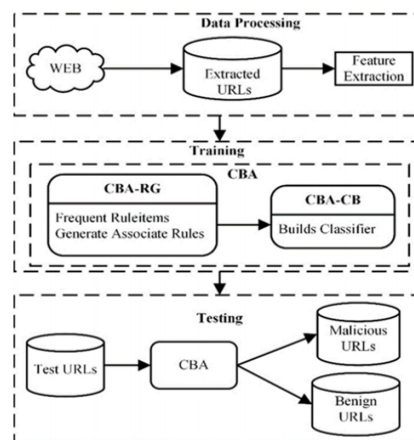 Data Processing
WEB
Extracted
URLs
Feature
Extraction
Training
CBA
CBA-RG
Frequent Ruleitems
Generate Associate Rules
CBA-CB
Builds Classifier
Testing
Test URLs
CBA
Malicious
URLs
Benign
URLs